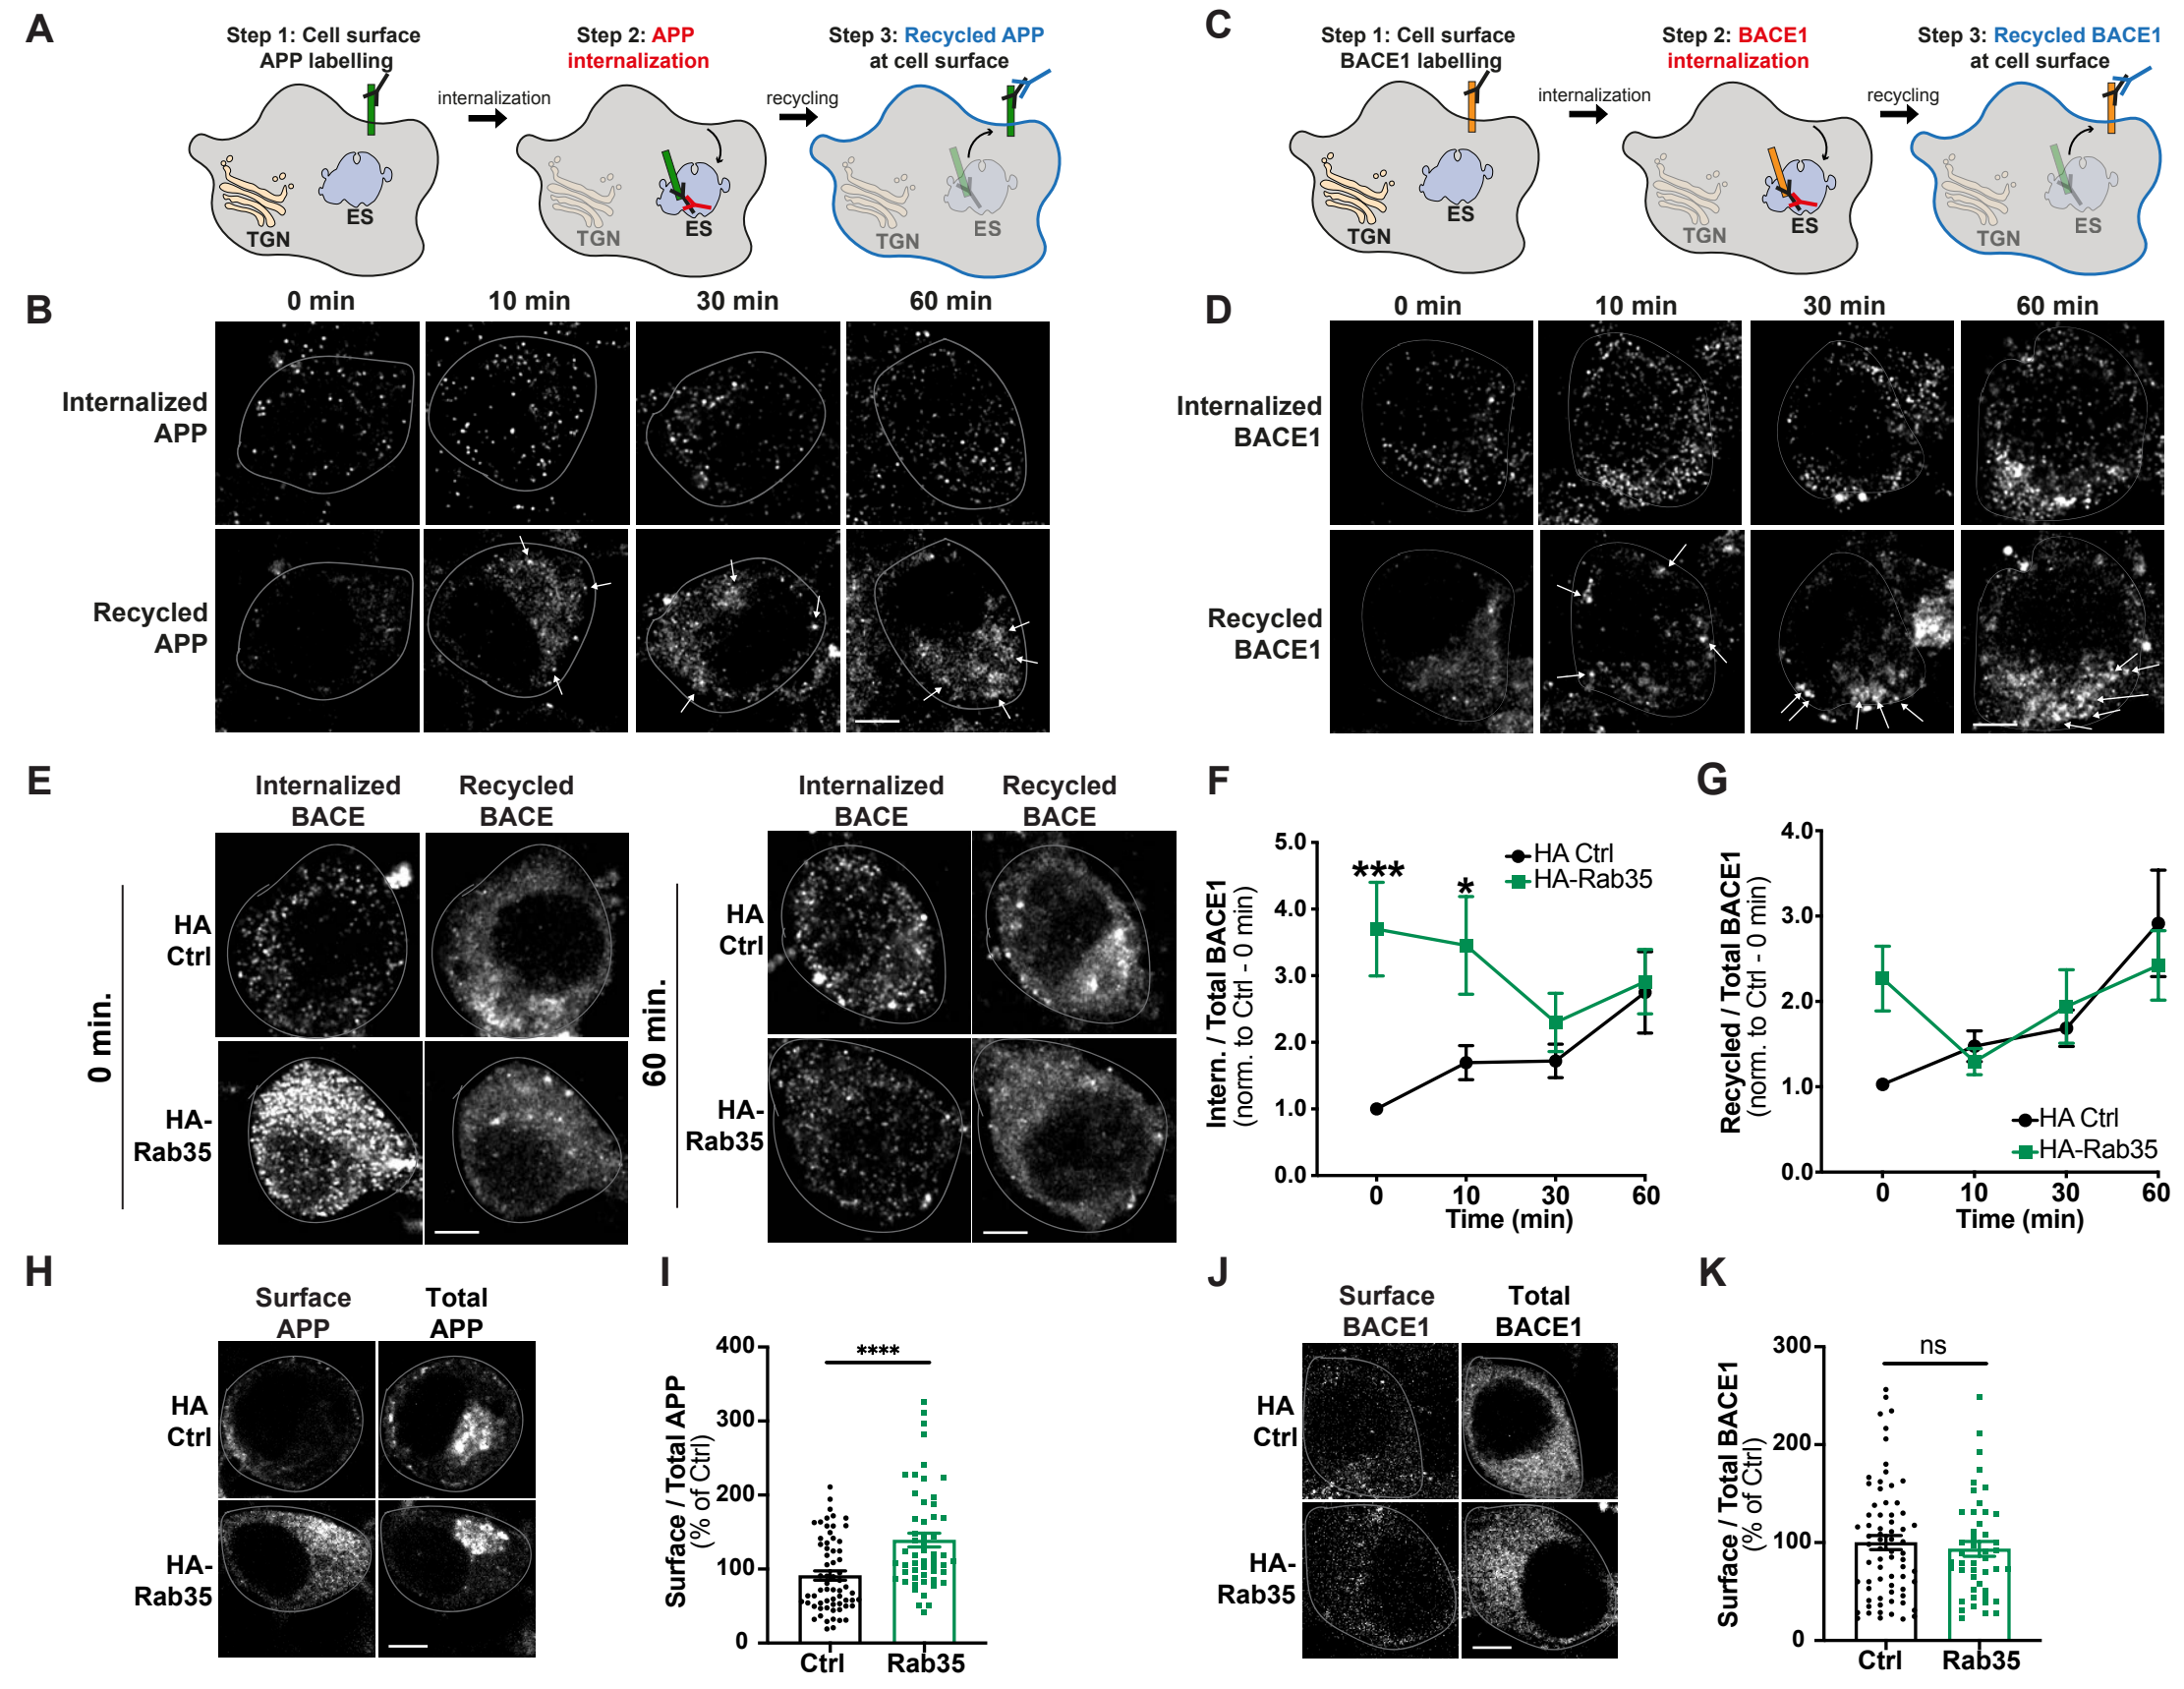 A
Step 1: Cell surface
APP labelling
internalization
Step 2: APP
internalization
recycling
Step 3: Recycled APP
at cell surface
TGN
ES
TGN
ES
TGN
ES
C
Step 1: Cell surface
BACE1 labelling
internalization
Step 2: BACE1
internalization
recycling
Step 3: Recycled BACE1
at cell surface
TGN
ES
TGN
ES
TGN
ES
B
0 min
10 min
30 min
60 min
Internalized
APP
Recycled
APP
D
0 min
10 min
30 min
60 min
Internalized
BACE1
Recycled
BACE1
E
Internalized
BACE
Recycled
BACE
Internalized
BACE
Recycled
BACE
0 min.
HA
Ctrl
HA-
Rab35
60 min.
HA
Ctrl
HA-
Rab35
F
Intern. / Total BACE1
(norm. to Ctrl - 0 min)
5.0
4.0
3.0
2.0
1.0
0.0
***
*
HA Ctrl
HA-Rab35
0
10
30
60
Time (min)
G
Recycled / Total BACE1
(norm. to Ctrl - 0 min)
4.0
3.0
2.0
1.0
0.0
HA Ctrl
HA-Rab35
0
10
30
60
Time (min)
H
Surface
APP
Total
APP
HA
Ctrl
HA-
Rab35
I
Surface / Total APP
(% of Ctrl)
400
300
200
100
0
****
Ctrl
Rab35
J
Surface
BACE1
Total
BACE1
HA
Ctrl
HA-
Rab35
K
Surface / Total BACE1
(% of Ctrl)
300
200
100
0
ns
Ctrl
Rab35